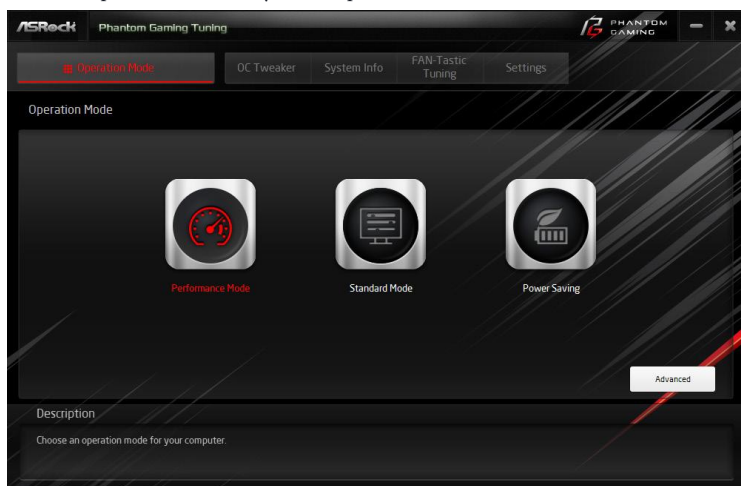 ASRock Phantom Gaming Tuning PHANTOM GAMING
Operation Mode OC Tweaker System Info FAN-Tastic Tuning Settings
Operation Mode
Performance Mode Standard Mode Power Saving
Advanced
Description
Choose an operation mode for your computer.